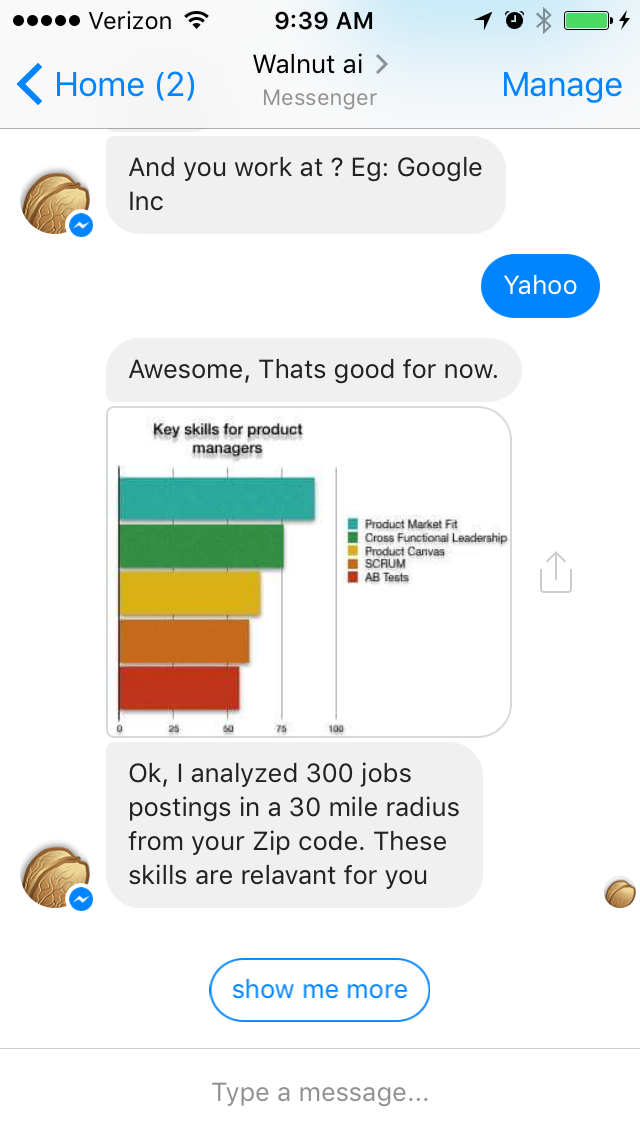 Verizon 9:39 AM
Home (2) Walnut ai Manage
Messenger
And you work at ? Eg: Google
Inc
Yahoo
Awesome, Thats good for now.
Key skills for product
managers
Product Market Fit
Cross Functional Leadership
Product Canvas
SCRUM
AB Tests
0 25 50 75 100
Ok, I analyzed 300 jobs
postings in a 30 mile radius
from your Zip code. These
skills are relavant for you
show me more
Type a message...